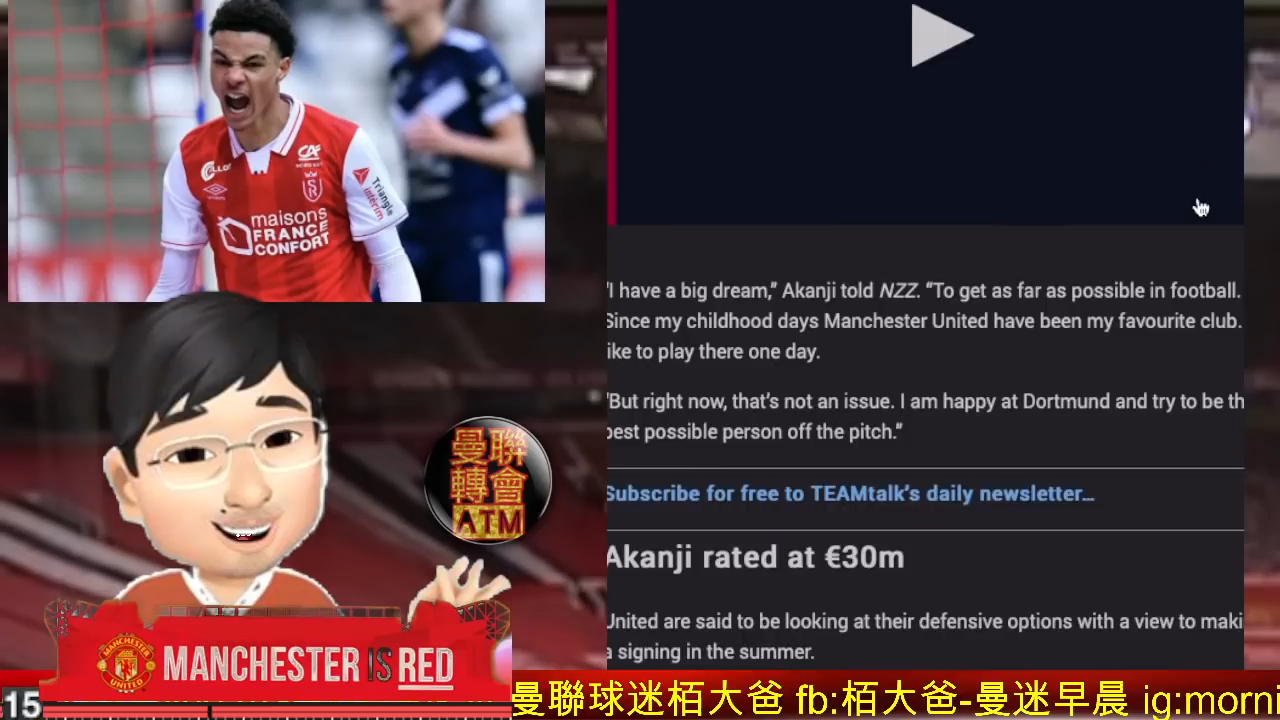 CA
maisons
FRANCE
CONFORT
Triangle
Intérim
"I have a big dream," Akanji told NZZ. "To get as far as possible in football.
Since my childhood days Manchester United have been my favourite club.
ike to play there one day.
"But right now, that's not an issue. I am happy at Dortmund and try to be th
best possible person off the pitch."
Subscribe for free to TEAMtalk's daily newsletter…
Akanji rated at €30m
United are said to be looking at their defensive options with a view to maki
a signing in the summer.
曼聯
轉會
ATM
MANCHESTER
UNITED
MANCHESTER IS RED
15
曼聯球迷栢大爸 fb:栢大爸-曼迷早晨 ig:morni